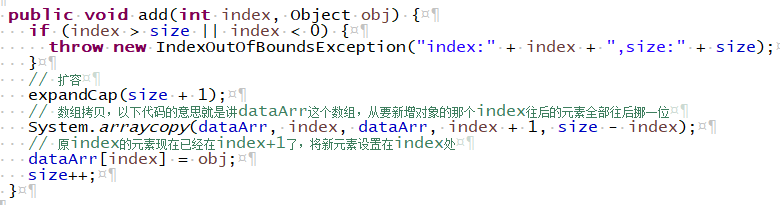 public void add(int index, Object obj) {
if (index > size || index < 0) {
throw new IndexOutOfBoundsException("index:" + index + ",size:" + size);
}
// 扩容
expandCap(size + 1);
// 数组拷贝，以下代码的意思就是讲dataArr这个数组，从要新增对象的那个index往后的元素全部往后挪一位
System.arraycopy(dataArr, index, dataArr, index + 1, size - index);
// 原index的元素现在已经在index+1了，将新元素设置在index处
dataArr[index] = obj;
size++;
}